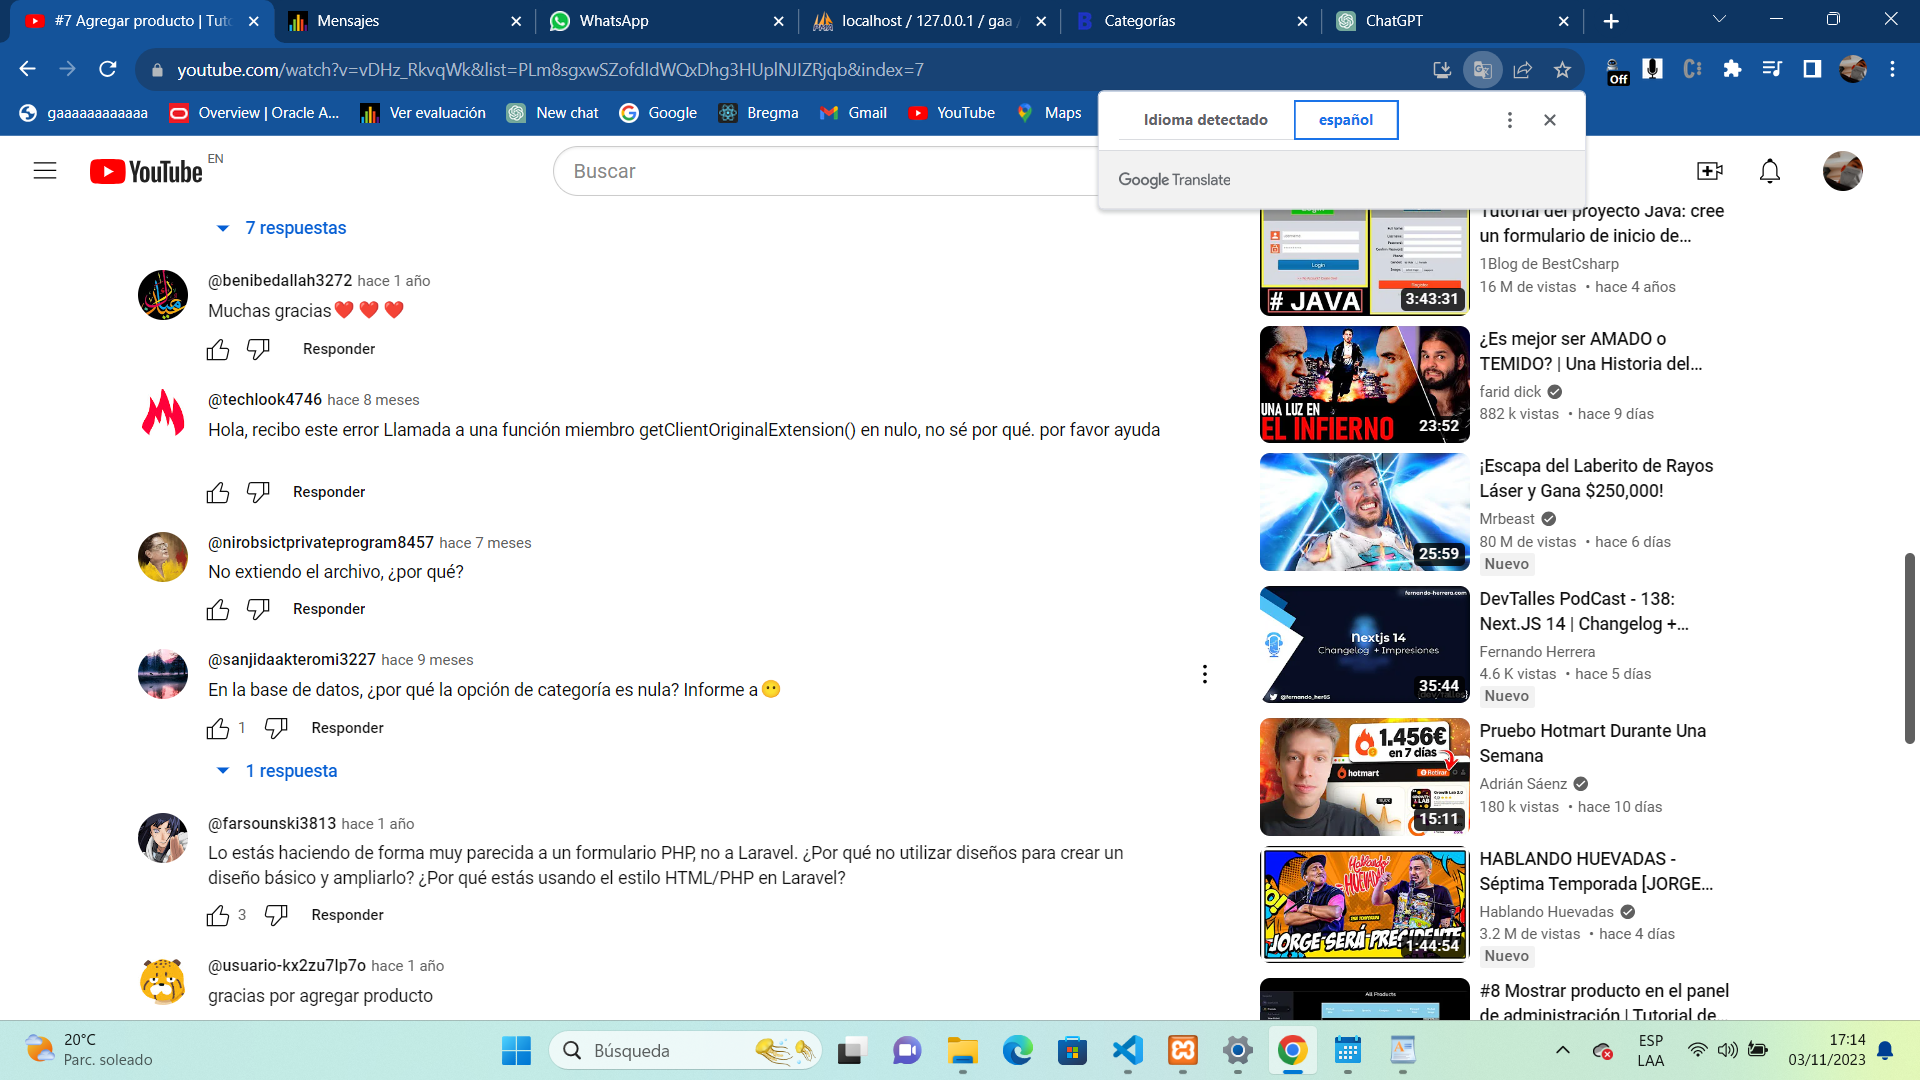 #7 Agregar producto | Tuto
Mensajes
WhatsApp
localhost / 127.0.0.1 / gaa /
Categorías
ChatGPT
youtube.com/watch?v=vDHz_RkvqWk&list=PLm8sgxwSZofdIdWQxDhg3HUplNJIZRjqb&index=7
Off
gaaaaaaaaaaaa
Overview | Oracle A...
Ver evaluación
New chat
Google
Bregma
Gmail
YouTube
Maps
Idioma detectado
español
Google Translate
YouTube
EN
Buscar
7 respuestas
@benibedallah3272 hace 1 año
Muchas gracias❤️ ❤️ ❤️
Responder
@techlook4746 hace 8 meses
Hola, recibo este error Llamada a una función miembro getClientOriginalExtension() en nulo, no sé por qué. por favor ayuda
Responder
@nirobsictprivateprogram8457 hace 7 meses
No extiendo el archivo, ¿por qué?
Responder
@sanjidaakteromi3227 hace 9 meses
En la base de datos, ¿por qué la opción de categoría es nula? Informe a😶
1
Responder
1 respuesta
@farsounski3813 hace 1 año
Lo estás haciendo de forma muy parecida a un formulario PHP, no a Laravel. ¿Por qué no utilizar diseños para crear un
diseño básico y ampliarlo? ¿Por qué estás usando el estilo HTML/PHP en Laravel?
3
Responder
@usuario-kx2zu7lp7o hace 1 año
gracias por agregar producto
Login
# JAVA
3:43:31
Tutorial del proyecto Java: cree
un formulario de inicio de...
1Blog de BestCsharp
16 M de vistas • hace 4 años
UNA LUZ EN
EL INFIERNO
23:52
¿Es mejor ser AMADO o
TEMIDO? | Una Historia del...
farid dick
882 k vistas • hace 9 días
25:59
¡Escapa del Laberito de Rayos
Láser y Gana $250,000!
Mrbeast
80 M de vistas • hace 6 días
Nuevo
fernando-herrera.com
Nextjs 14
Changelog + Impresiones
@fernando_her85
35:44
DevTalles PodCast - 138:
Next.JS 14 | Changelog +...
Fernando Herrera
4.6 K vistas • hace 5 días
Nuevo
1.456€
en 7 días
hotmart
Retirar
15:11
Pruebo Hotmart Durante Una
Semana
Adrián Sáenz
180 k vistas • hace 10 días
Hablando
HUEVADAS
JORGE SERÁ PRESIDENTE
1:44:54
HABLANDO HUEVADAS -
Séptima Temporada [JORGE...
Hablando Huevadas
3.2 M de vistas • hace 4 días
Nuevo
All Products
#8 Mostrar producto en el panel
de administración | Tutorial de...
20°C
Parc. soleado
Búsqueda
ESP
LAA
17:14
03/11/2023